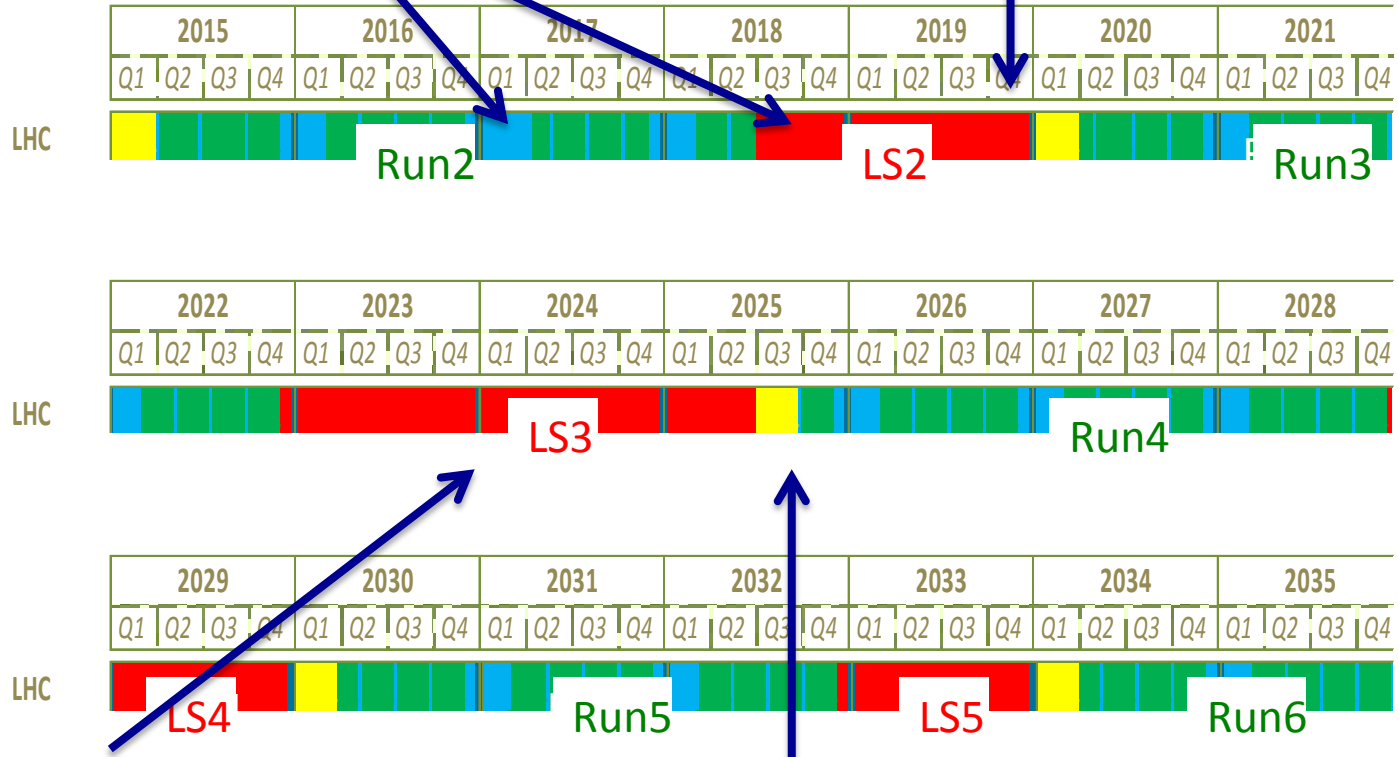 2015 2016 2017 2018 2019 2020 2021
Q1 Q2 Q3 Q4 Q1 Q2 Q3 Q4 Q1 Q2 Q3 Q4 Q1 Q2 Q3 Q4 Q1 Q2 Q3 Q4 Q1 Q2 Q3 Q4 Q1 Q2 Q3 Q4
LHC
Run2 LS2 Run3
2022 2023 2024 2025 2026 2027 2028
Q1 Q2 Q3 Q4 Q1 Q2 Q3 Q4 Q1 Q2 Q3 Q4 Q1 Q2 Q3 Q4 Q1 Q2 Q3 Q4 Q1 Q2 Q3 Q4 Q1 Q2 Q3 Q4
LHC
LS3 Run4
2029 2030 2031 2032 2033 2034 2035
Q1 Q2 Q3 Q4 Q1 Q2 Q3 Q4 Q1 Q2 Q3 Q4 Q1 Q2 Q3 Q4 Q1 Q2 Q3 Q4 Q1 Q2 Q3 Q4 Q1 Q2 Q3 Q4
LHC
LS4 Run5 LS5 Run6